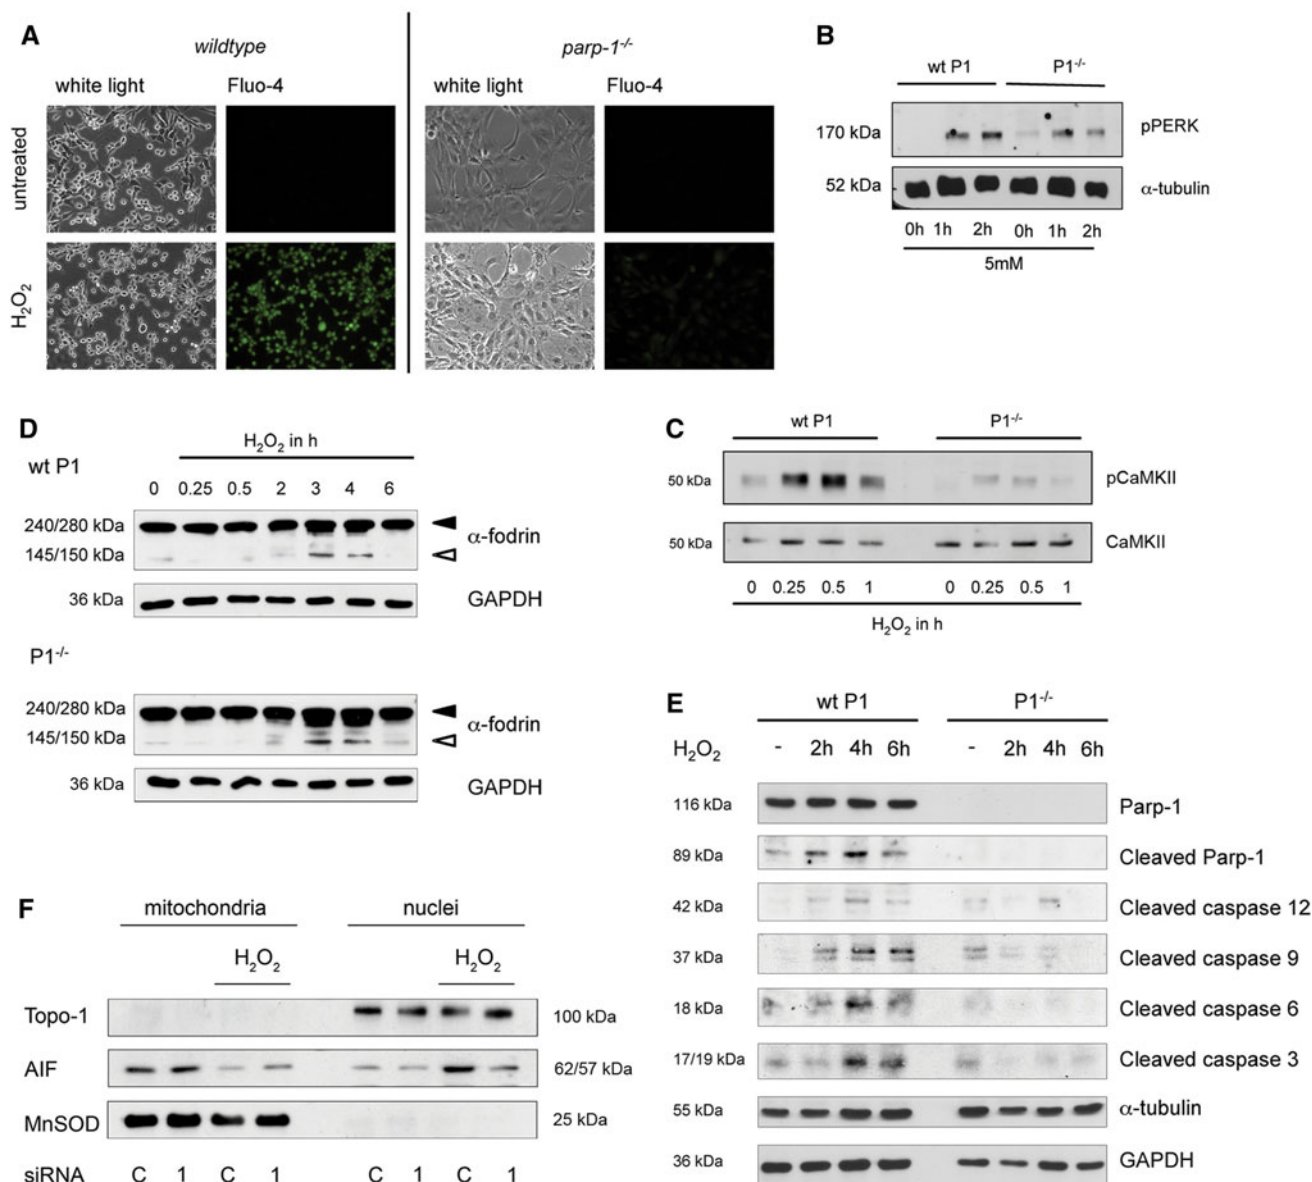 A
wildtype
parp-1-/-
white light
Fluo-4
white light
Fluo-4
untreated
H2O2
B
wt P1
P1-/-
170 kDa
pPERK
52 kDa
α-tubulin
0h 1h 2h 0h 1h 2h
5mM
D
H2O2 in h
wt P1
0 0.25 0.5 2 3 4 6
240/280 kDa
α-fodrin
145/150 kDa
36 kDa
GAPDH
P1-/-
240/280 kDa
α-fodrin
145/150 kDa
36 kDa
GAPDH
C
wt P1
P1-/-
50 kDa
pCaMKII
50 kDa
CaMKII
0 0.25 0.5 1 0 0.25 0.5 1
H2O2 in h
E
wt P1
P1-/-
H2O2 - 2h 4h 6h - 2h 4h 6h
116 kDa
Parp-1
89 kDa
Cleaved Parp-1
42 kDa
Cleaved caspase 12
37 kDa
Cleaved caspase 9
18 kDa
Cleaved caspase 6
17/19 kDa
Cleaved caspase 3
55 kDa
α-tubulin
36 kDa
GAPDH
F
mitochondria
nuclei
H2O2
H2O2
Topo-1
100 kDa
AIF
62/57 kDa
MnSOD
25 kDa
siRNA C 1 C 1 C 1 C 1